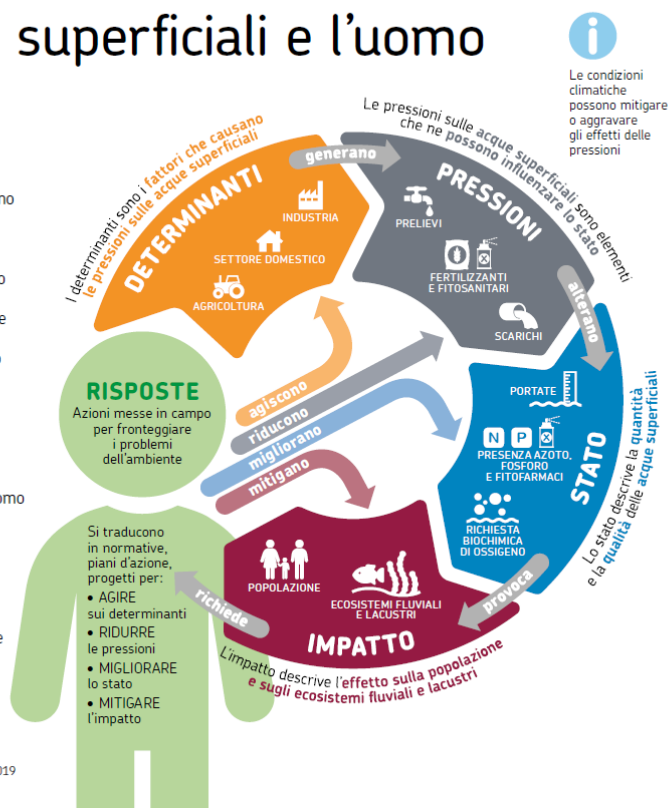 superficiali e l'uomo
i
Le condizioni
climatiche
possono mitigare
o aggravare
gli effetti delle
pressioni
I determinanti sono i fattori che causano
le pressioni sulle acque superficiali
DETERMINANTI
INDUSTRIA
SETTORE DOMESTICO
AGRICOLTURA
generano
Le pressioni sulle acque superficiali sono elementi
che ne possono influenzare lo stato
PRESSIONI
PRELIEVI
FERTILIZZANTI
E FITOSANITARI
SCARICHI
alterano
STATO
PORTATE
N P
PRESENZA AZOTO,
FOSFORO
E FITOFARMACI
RICHIESTA
BIOCHIMICA
DI OSSIGENO
Lo stato descrive la quantità
e la qualità delle acque superficiali
provoca
IMPATTO
POPOLAZIONE
ECOSISTEMI FLUVIALI
E LACUSTRI
L'impatto descrive l'effetto sulla popolazione
e sugli ecosistemi fluviali e lacustri
richiede
RISPOSTE
Azioni messe in campo
per fronteggiare
i problemi
dell'ambiente
agiscono
riducono
migliorano
mitigano
Si traducono
in normative,
piani d'azione,
progetti per:
• AGIRE
sui determinanti
• RIDURRE
le pressioni
• MIGLIORARE
lo stato
• MITIGARE
l'impatto